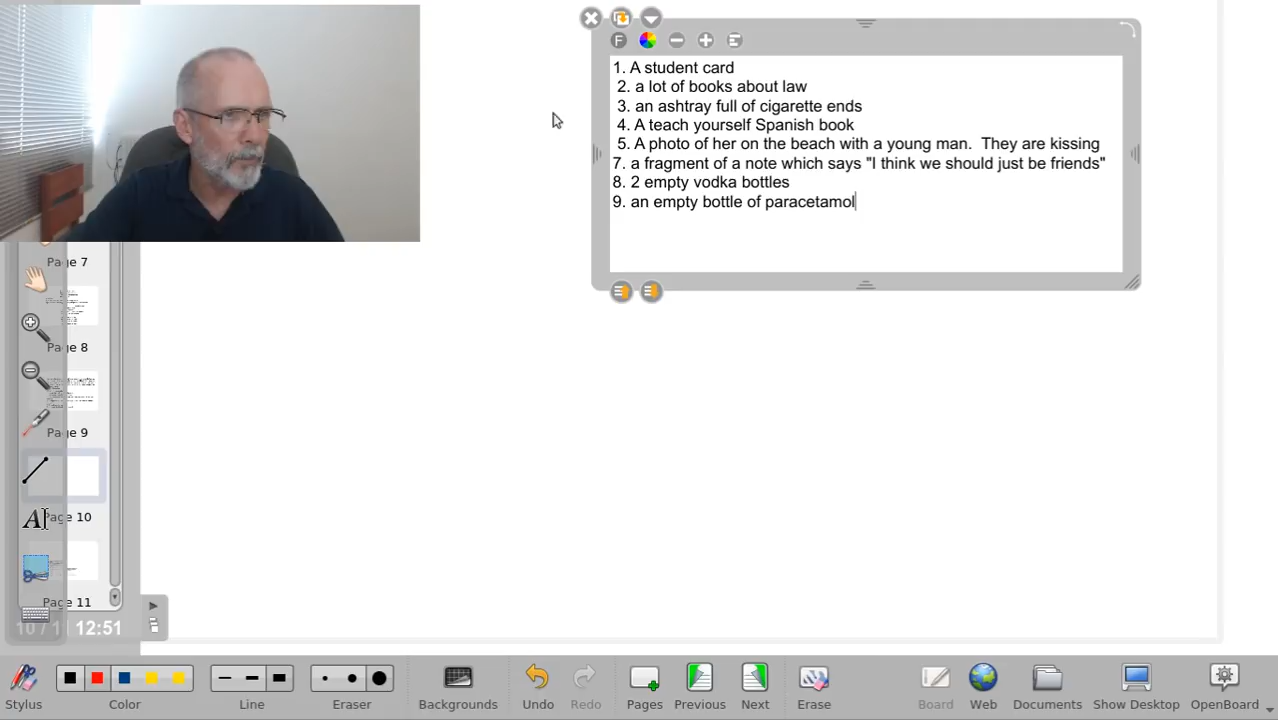 F
1. A student card
2. a lot of books about law
3. an ashtray full of cigarette ends
4. A teach yourself Spanish book
5. A photo of her on the beach with a young man.  They are kissing
7. a fragment of a note which says "I think we should just be friends"
8. 2 empty vodka bottles
9. an empty bottle of paracetamol
Page 7
Page 8
Page 9
Page 10
Page 11
12:51
Stylus
Color
Line
Eraser
Backgrounds
Undo
Redo
Pages
Previous
Next
Erase
Board
Web
Documents
Show Desktop
OpenBoard